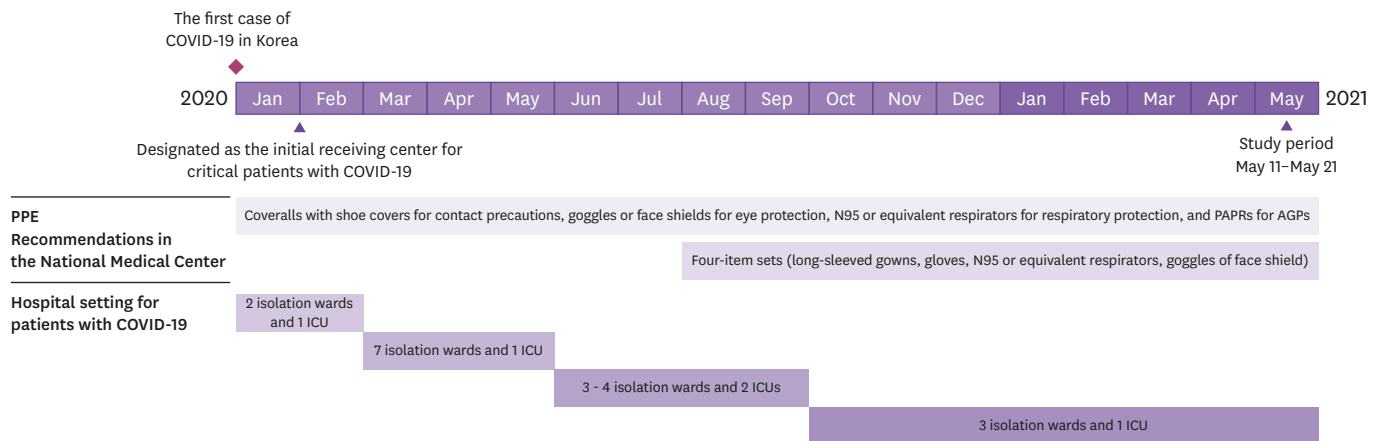 The first case of
COVID-19 in Korea
2020 Jan Feb Mar Apr May Jun Jul Aug Sep Oct Nov Dec Jan Feb Mar Apr May 2021
Designated as the initial receiving center for
critical patients with COVID-19
Study period
May 11–May 21
PPE
Recommendations in
the National Medical Center
Coveralls with shoe covers for contact precautions, goggles or face shields for eye protection, N95 or equivalent respirators for respiratory protection, and PAPRs for AGPs
Four-item sets (long-sleeved gowns, gloves, N95 or equivalent respirators, goggles of face shield)
Hospital setting for
patients with COVID-19
2 isolation wards
and 1 ICU
7 isolation wards and 1 ICU
3 - 4 isolation wards and 2 ICUs
3 isolation wards and 1 ICU